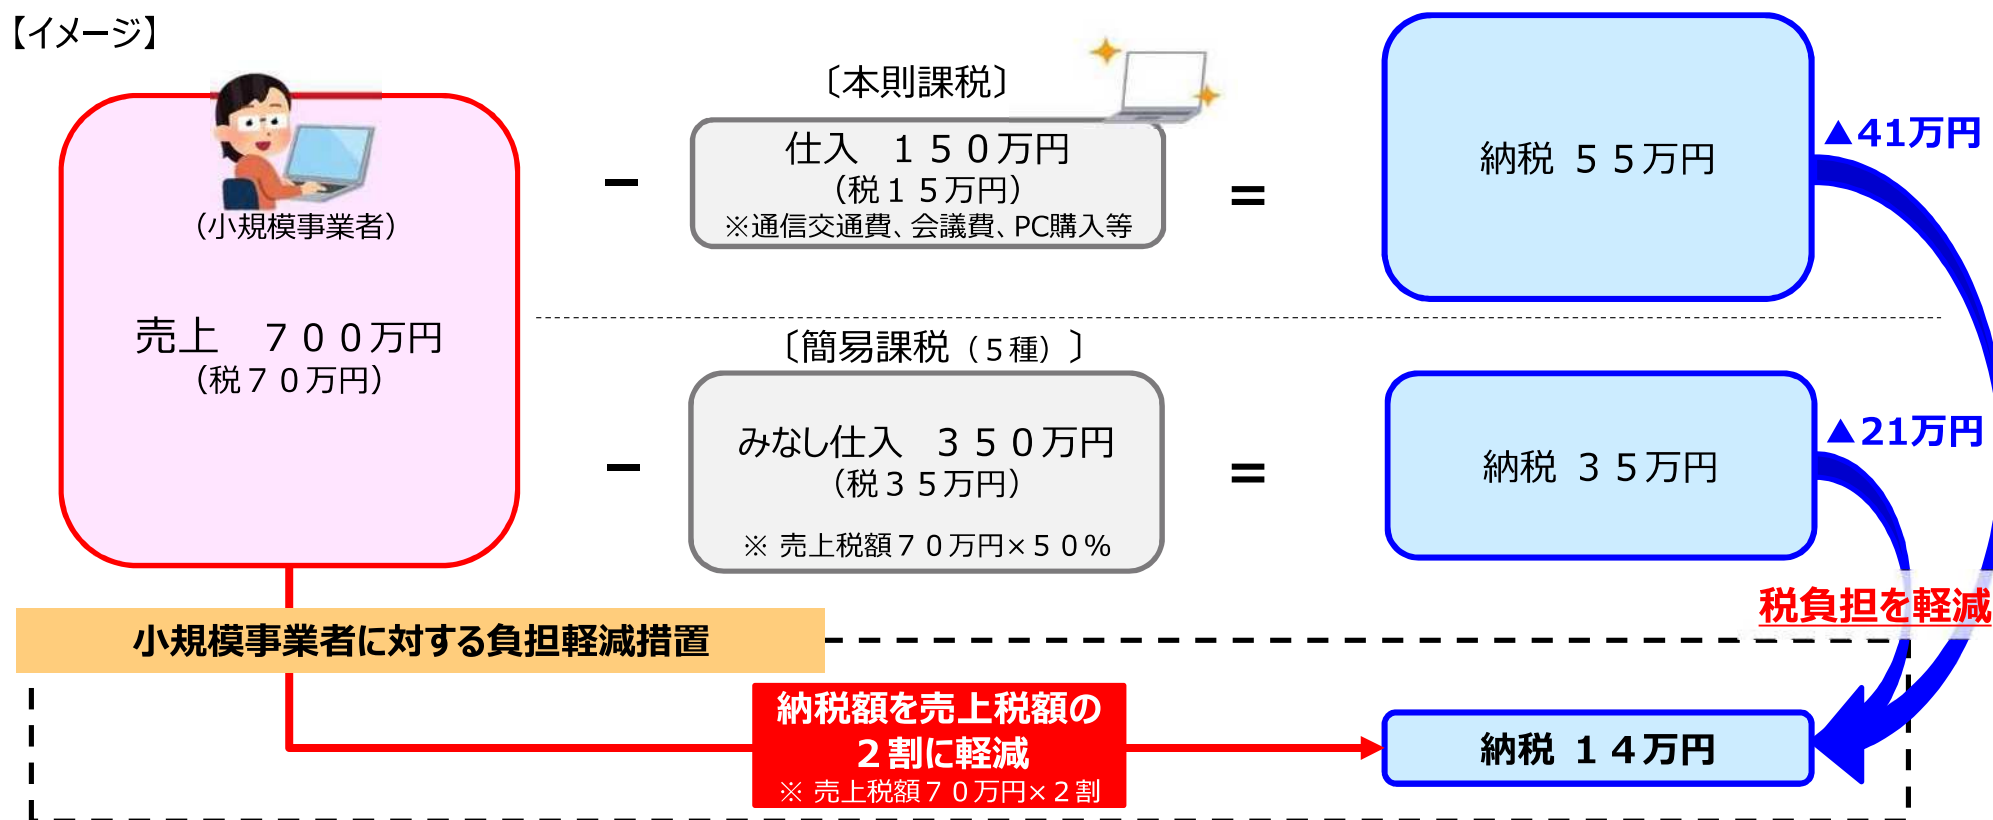 【イメージ】
（小規模事業者）
売上　７００万円
（税７０万円）
－
〔本則課税〕
仕入　１５０万円
（税１５万円）
※通信交通費、会議費、PC購入等
＝
納税 ５５万円
▲41万円
－
〔簡易課税（５種）〕
みなし仕入　３５０万円
（税３５万円）
※ 売上税額７０万円×５０％
＝
納税 ３５万円
▲21万円
税負担を軽減
小規模事業者に対する負担軽減措置
納税額を売上税額の
２割に軽減
※ 売上税額７０万円×２割
納税 １４万円